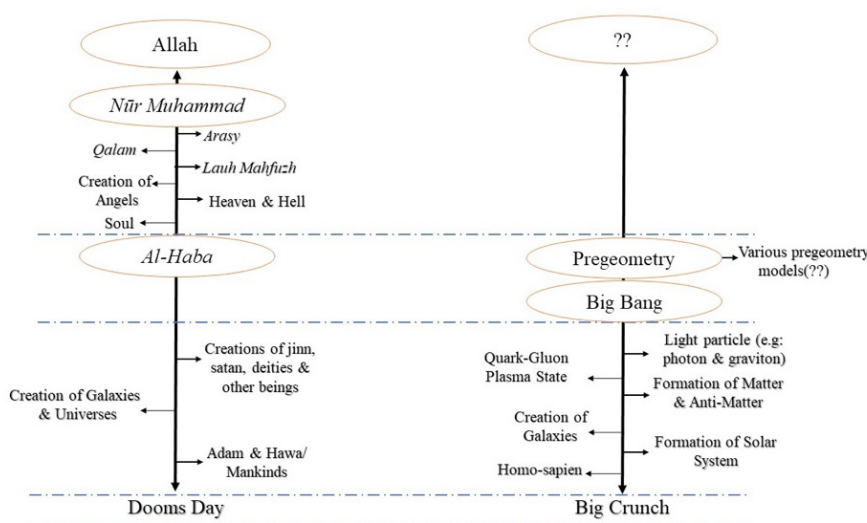 Allah
Nūr Muhammad
Arasy
Qalam
Lauh Mahfuzh
Creation of
Angels
Heaven & Hell
Soul
Al-Haba
Creations of jinn,
satan, deities &
other beings
Creation of Galaxies
& Universes
Adam & Hawa/
Mankinds
Dooms Day
??
Pregeometry
Various pregeometry
models(??)
Big Bang
Light particle (e.g:
photon & graviton)
Quark-Gluon
Plasma State
Formation of Matter
& Anti-Matter
Creation of
Galaxies
Formation of Solar
System
Homo-sapien
Big Crunch